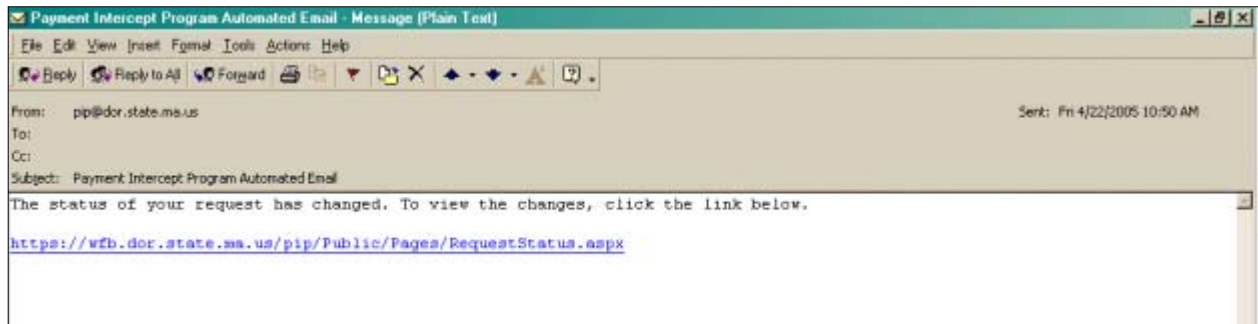 Payment Intercept Program Automated Email - Message (Plain Text)
File Edit View Insert Format Tools Actions Help
Reply Reply to All Forward
From: pip@dor.state.ma.us Sent: Fri 4/22/2005 10:50 AM
To:
Cc:
Subject: Payment Intercept Program Automated Email
The status of your request has changed. To view the changes, click the link below.
https://wfb.dor.state.ma.us/pip/Public/Pages/RequestStatus.aspx